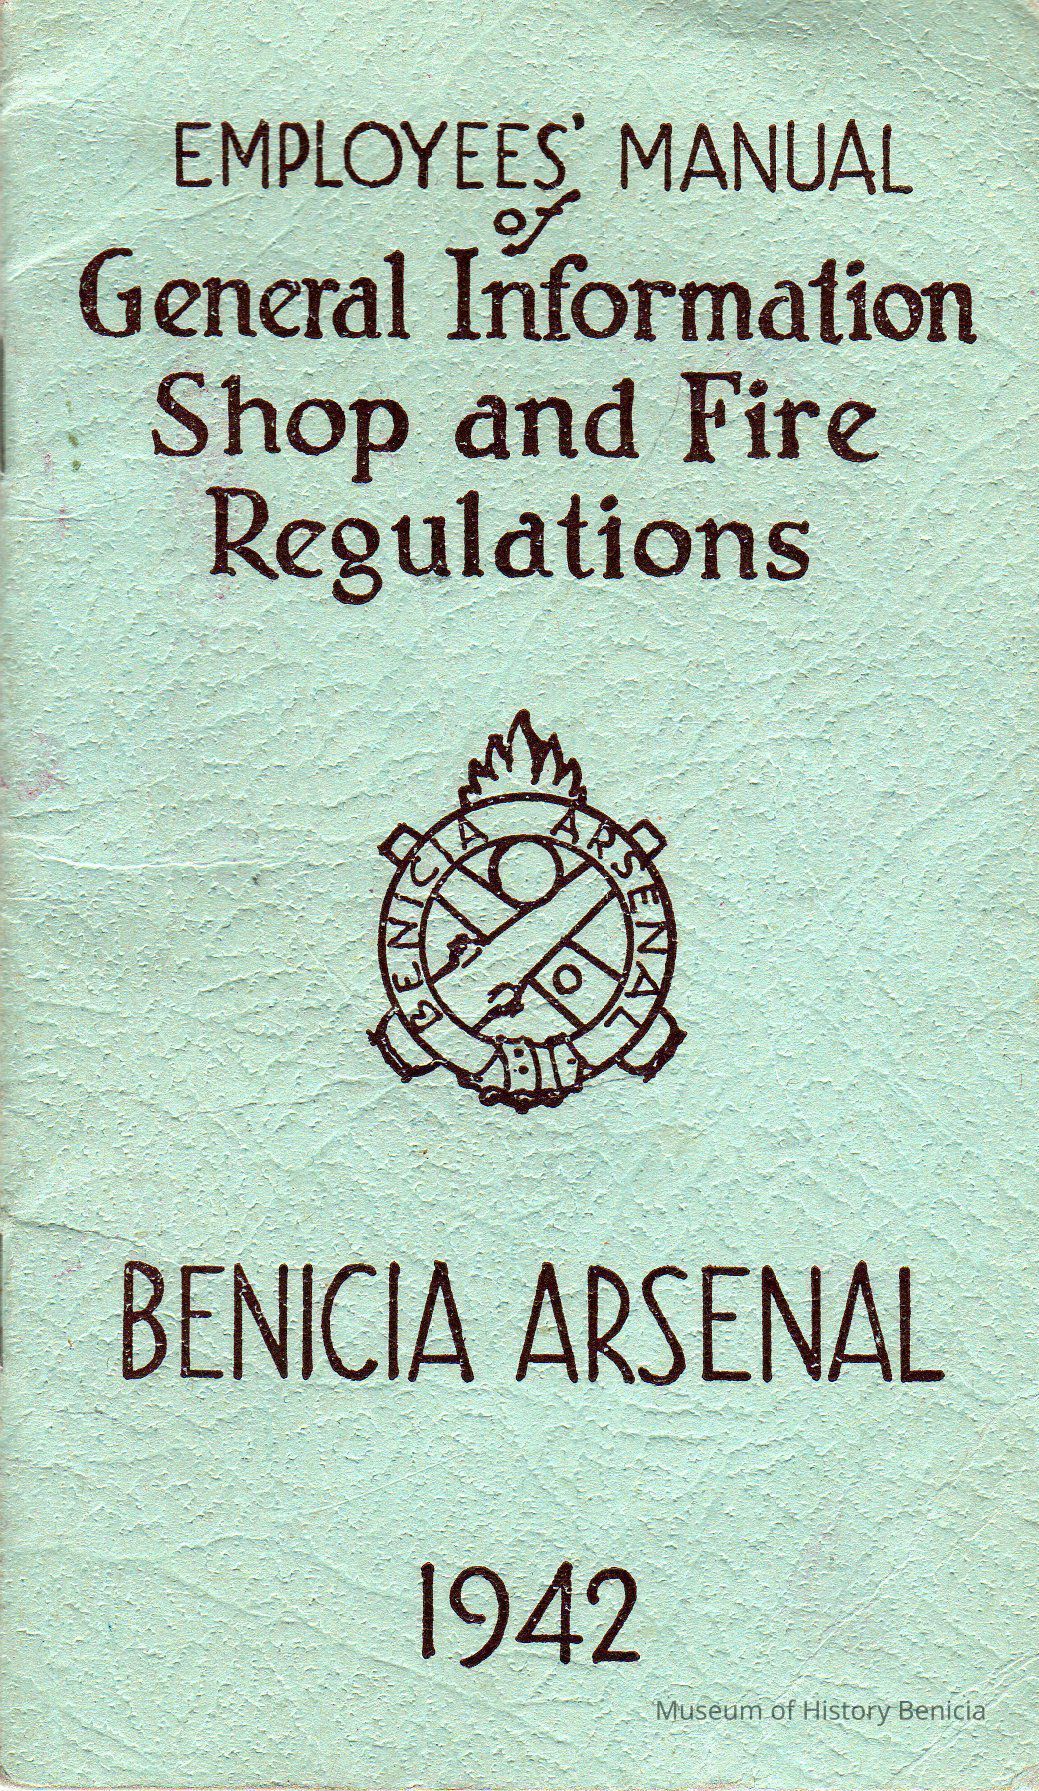 EMPLOYEES' MANUAL
of
General Information
Shop and Fire
Regulations
BENICIA ARSENAL
BENICIA ARSENAL
1942
Museum of History Benicia